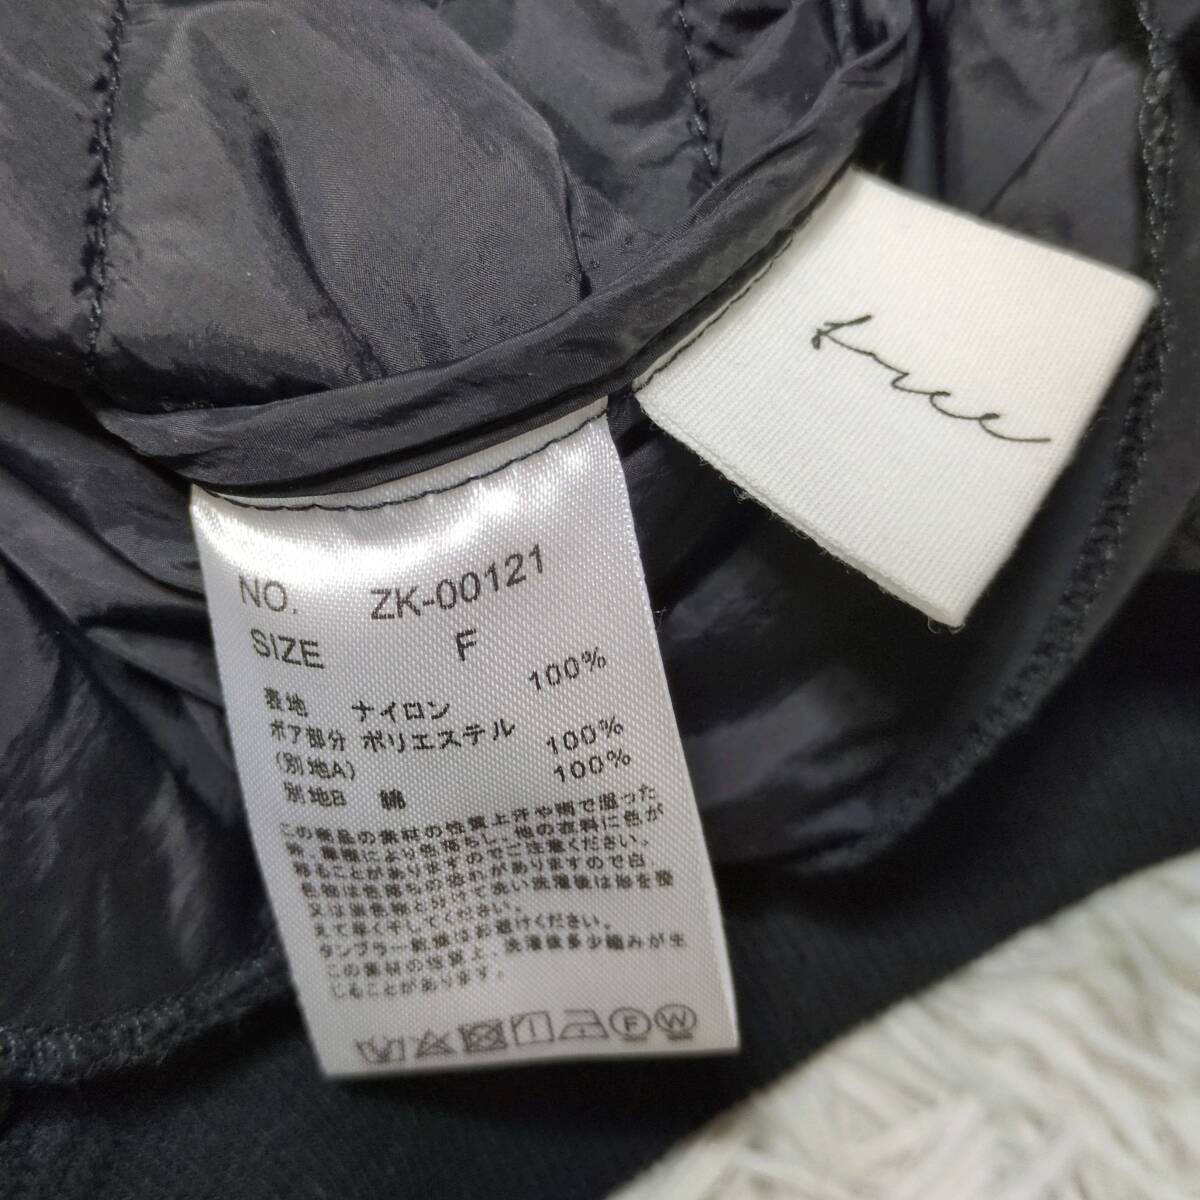 free
NO. ZK-00121
SIZE F
表地 ナイロン 100%
ボア部分 ポリエステル 100%
(別地A)
別地B 綿 100%
この製品の素材の性質上汗や雨で湿った
時、摩擦により色落ちし、他の衣料に色が
移ることがありますのでご注意ください。
色物は色落ちの恐れがありますので白
又は淡色物と分けて洗い洗濯後は形を整
えて早く干してください。
タンブラー乾燥はお避けください。
この素材の性質上、洗濯後多少縮みが生
じることがあります。
F W